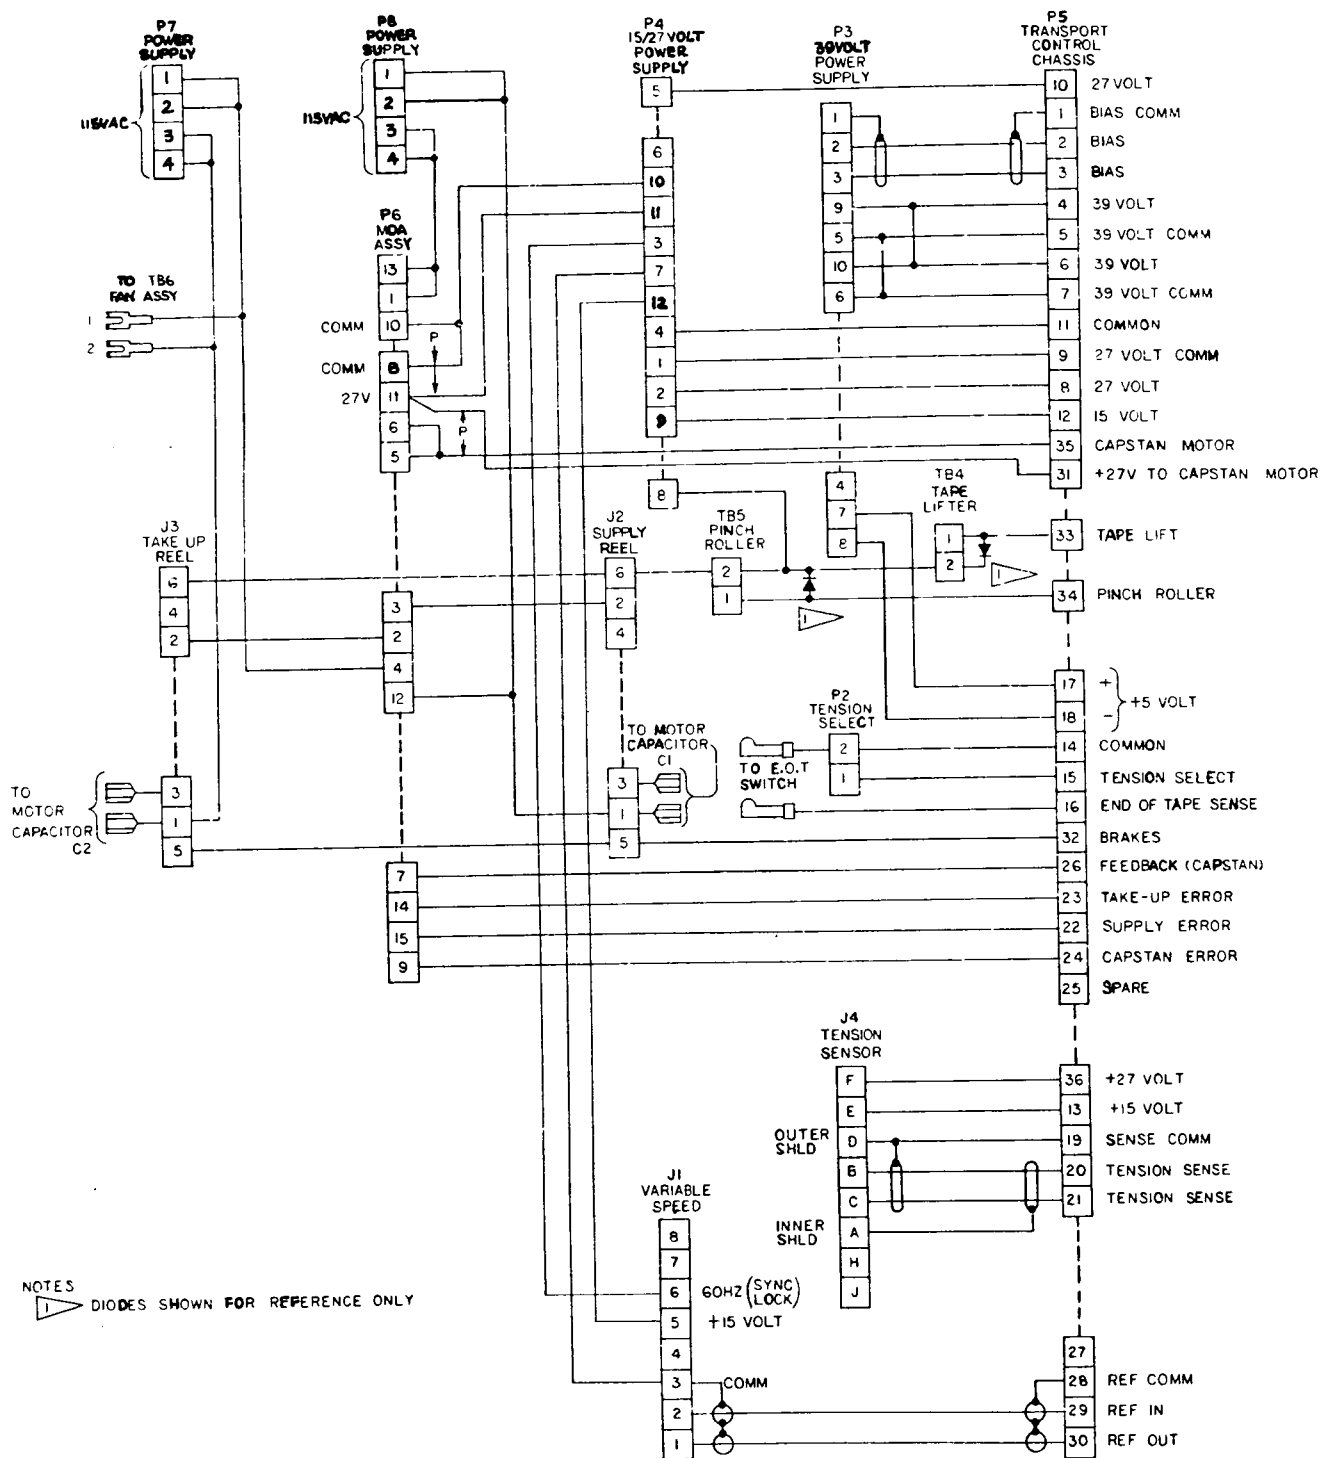 P7
POWER
SUPPLY
115VAC
1
2
3
4
P8
POWER
SUPPLY
115VAC
1
2
3
4
P6
MDA
ASSY
13
1
COMM 10
COMM 8
27V 11
6
5
P
P
3
2
4
12
7
14
15
9
TO TB6
FAN ASSY
1
2
J3
TAKE UP
REEL
6
4
2
3
1
5
TO
MOTOR
CAPACITOR
C2
P4
15/27 VOLT
POWER
SUPPLY
5
6
10
11
3
7
12
4
1
2
9
8
P3
39VOLT
POWER
SUPPLY
1
2
3
9
5
10
6
4
7
8
J2
SUPPLY
REEL
6
2
4
3
1
5
TO MOTOR
CAPACITOR
C1
TB5
PINCH
ROLLER
2
1
1
TB4
TAPE
LIFTER
1
2
1
P2
TENSION
SELECT
2
1
TO E.O.T
SWITCH
P5
TRANSPORT
CONTROL
CHASSIS
10 27 VOLT
1 BIAS COMM
2 BIAS
3 BIAS
4 39 VOLT
5 39 VOLT COMM
6 39 VOLT
7 39 VOLT COMM
11 COMMON
9 27 VOLT COMM
8 27 VOLT
12 15 VOLT
35 CAPSTAN MOTOR
31 +27V TO CAPSTAN MOTOR
33 TAPE LIFT
34 PINCH ROLLER
17 +
18 −
+5 VOLT
14 COMMON
15 TENSION SELECT
16 END OF TAPE SENSE
32 BRAKES
26 FEEDBACK (CAPSTAN)
23 TAKE-UP ERROR
22 SUPPLY ERROR
24 CAPSTAN ERROR
25 SPARE
36 +27 VOLT
13 +15 VOLT
19 SENSE COMM
20 TENSION SENSE
21 TENSION SENSE
27
28 REF COMM
29 REF IN
30 REF OUT
J4
TENSION
SENSOR
F
E
OUTER
SHLD
D
B
C
INNER
SHLD
A
H
J
J1
VARIABLE
SPEED
8
7
6 60HZ (SYNC
LOCK)
5 +15 VOLT
4
3 COMM
2
1
NOTES
1 DIODES SHOWN FOR REFERENCE ONLY